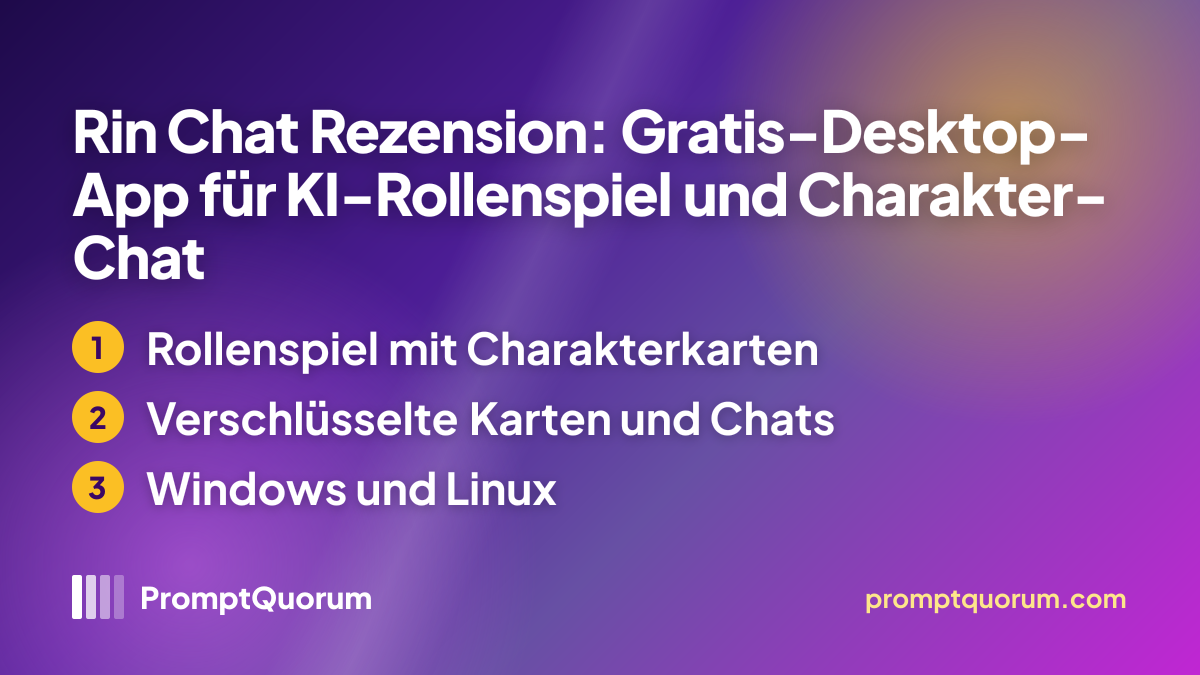 Rin Chat Rezension: Gratis-Desktop-
App für KI-Rollenspiel und Charakter-
Chat
1 Rollenspiel mit Charakterkarten
2 Verschlüsselte Karten und Chats
3 Windows und Linux
PromptQuorum
promptquorum.com